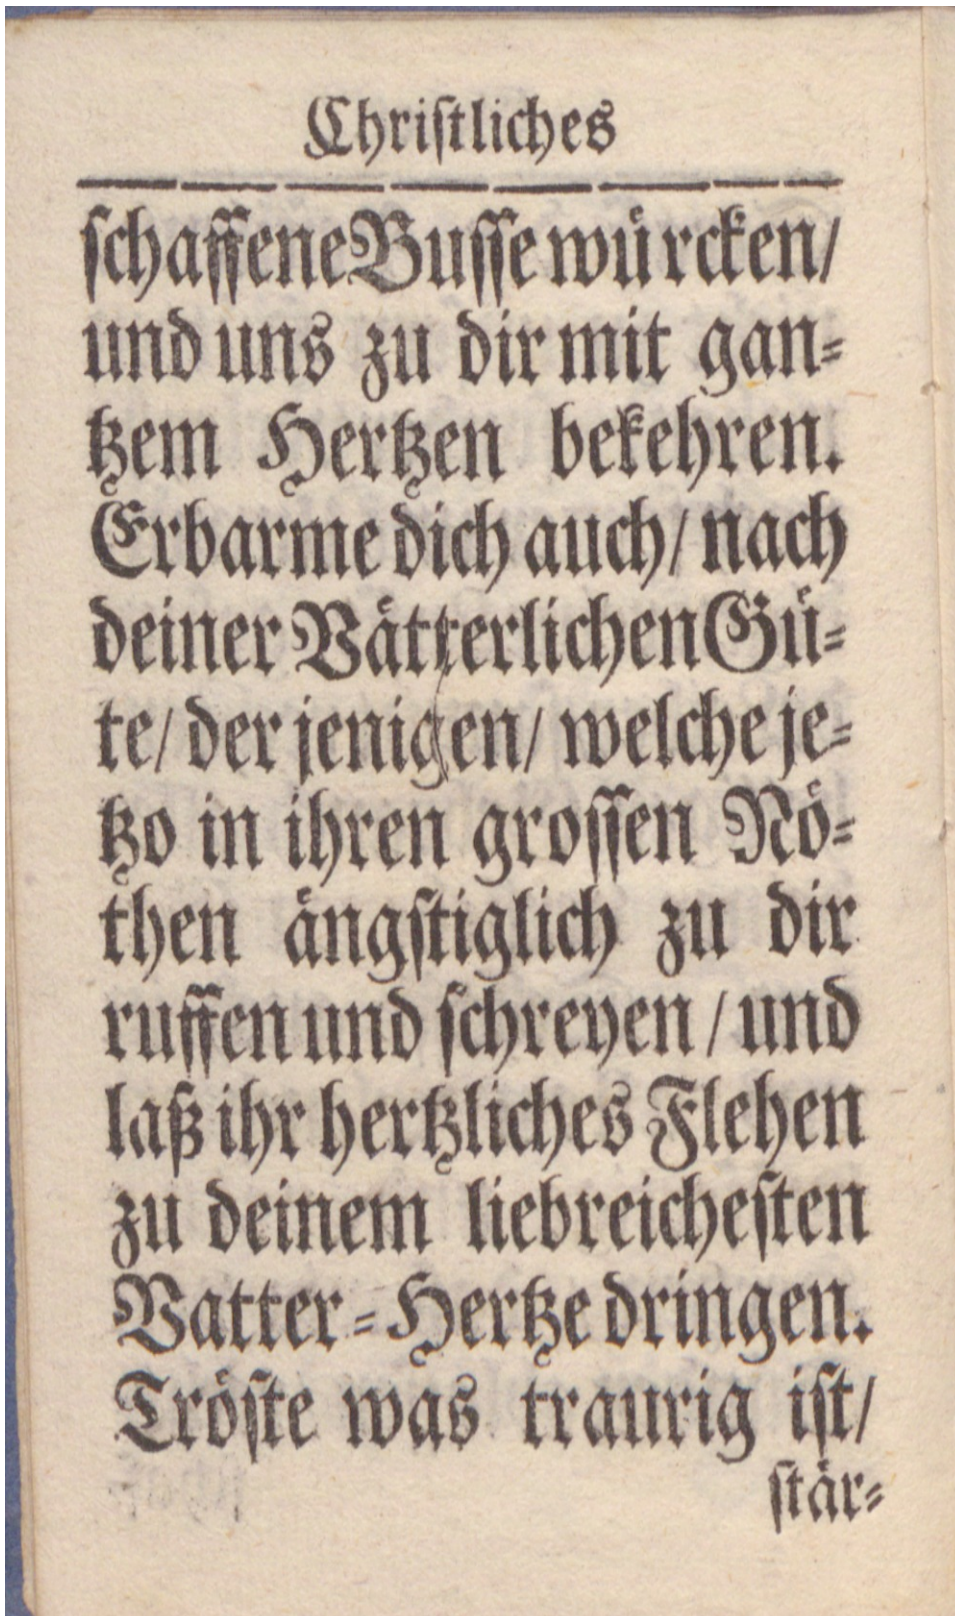 Christliches
schaffene Busse würcken/
und uns zu dir mit gan-
tzem Hertzen bekehren.
Erbarme dich auch/ nach
deiner Vätterlichen Gü-
te/ der jenigen/ welche je-
tzo in ihren grossen Nö-
then ängstiglich zu dir
ruffen und schreyen / und
laß ihr hertzliches Flehen
zu deinem liebreichesten
Vatter-Hertze dringen.
Tröste was traurig ist/
stär-